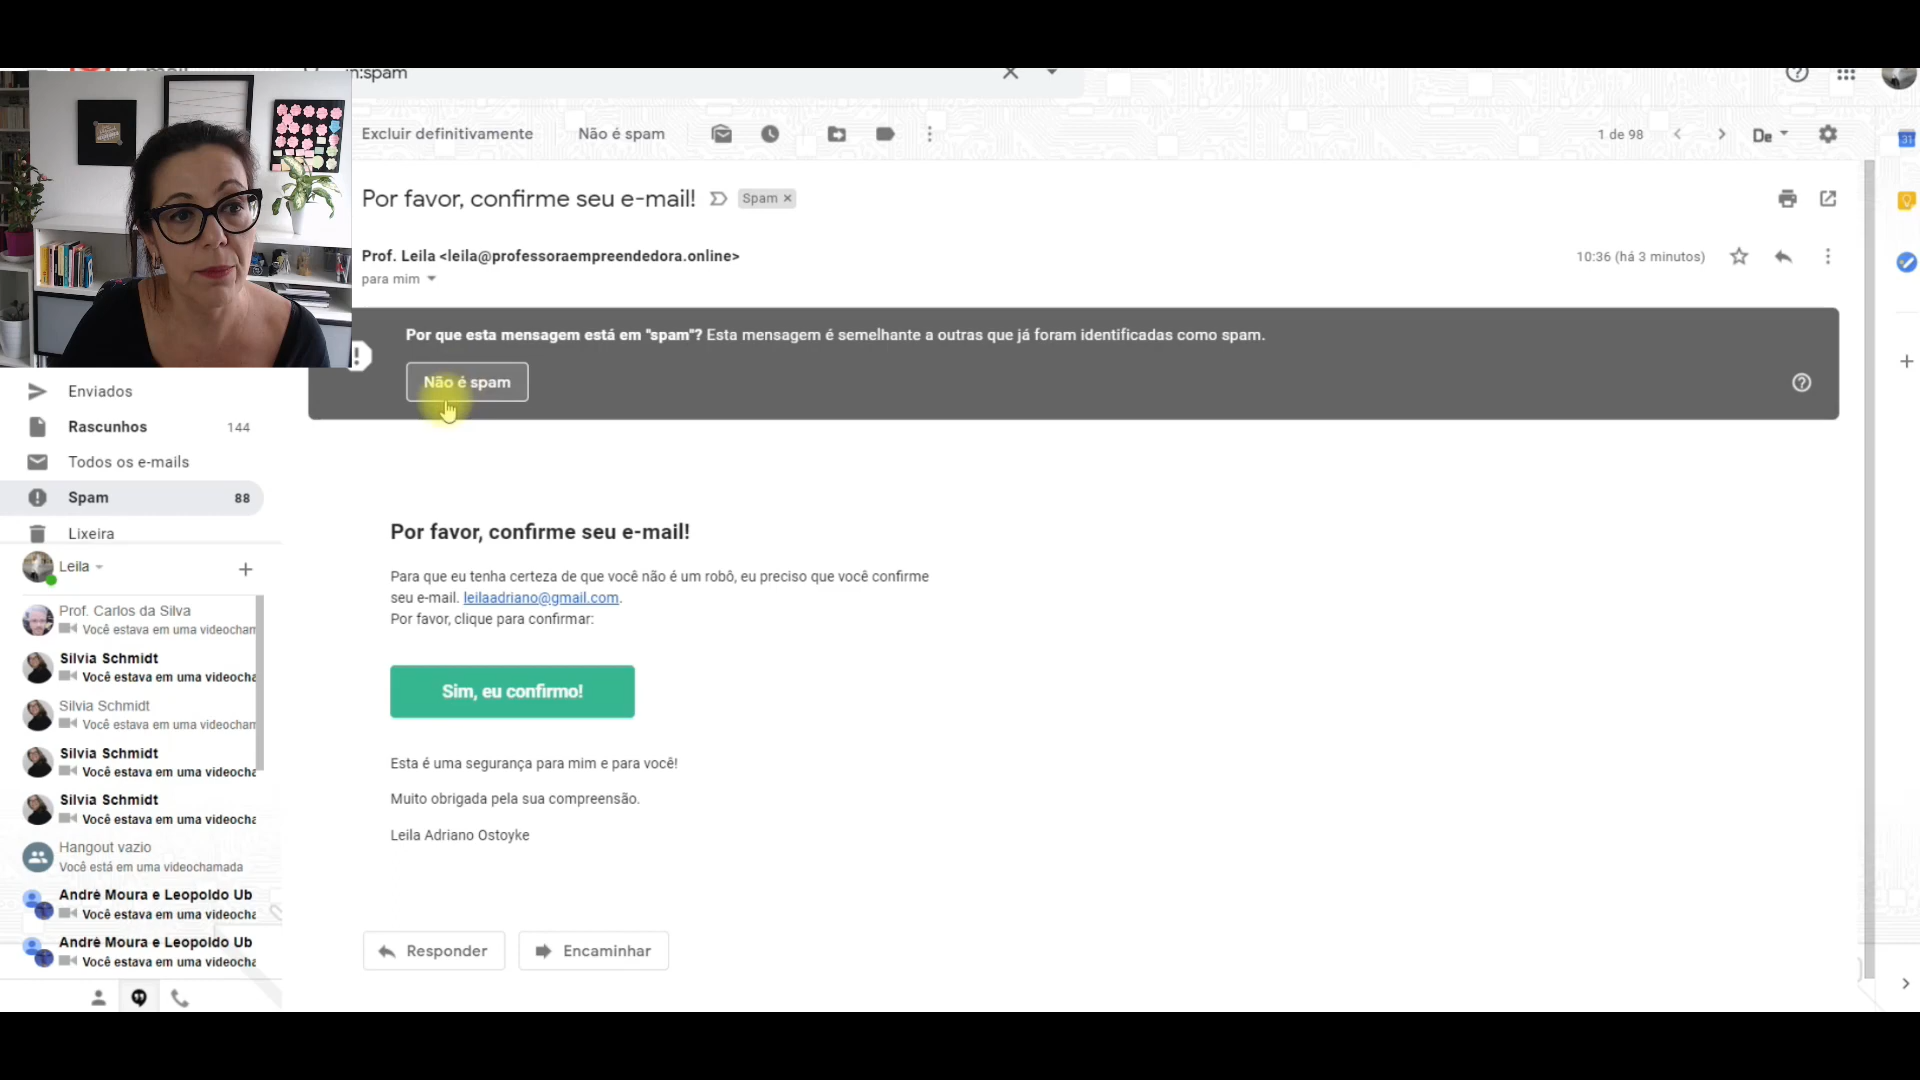 n:spam
Excluir definitivamente Não é spam 1 de 98 De
Por favor, confirme seu e-mail! Spam ×
Prof. Leila <leila@professoraempreendedora.online> 10:36 (há 3 minutos)
para mim
Por que esta mensagem está em "spam"? Esta mensagem é semelhante a outras que já foram identificadas como spam.
Não é spam
Enviados
Rascunhos 144
Todos os e-mails
Spam 88
Lixeira
Leila
Prof. Carlos da Silva
Você estava em uma videochan
Silvia Schmidt
Você estava em uma videocha
Silvia Schmidt
Você estava em uma videochan
Silvia Schmidt
Você estava em uma videocha
Silvia Schmidt
Você estava em uma videocha
Hangout vazio
Você está em uma videochamada
André Moura e Leopoldo Ub
Você estava em uma videocha
André Moura e Leopoldo Ub
Você estava em uma videocha
Por favor, confirme seu e-mail!
Para que eu tenha certeza de que você não é um robô, eu preciso que você confirme
seu e-mail. leilaadriano@gmail.com.
Por favor, clique para confirmar:
Sim, eu confirmo!
Esta é uma segurança para mim e para você!
Muito obrigada pela sua compreensão.
Leila Adriano Ostoyke
Responder Encaminhar
31